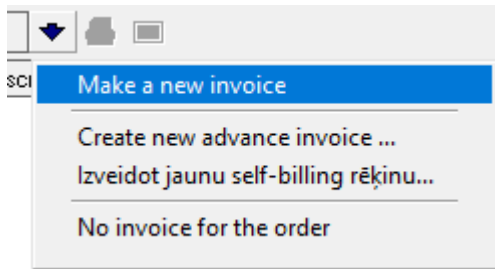 Make a new invoice
Create new advance invoice ...
Izveidot jaunu self-billing rēķinu...
No invoice for the order